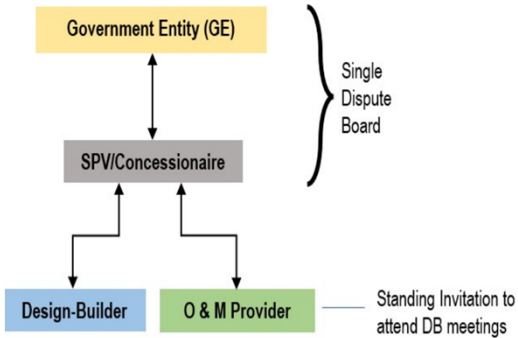 Government Entity (GE)
Single
Dispute
Board
SPV/Concessionaire
Design-Builder
O & M Provider
Standing Invitation to
attend DB meetings